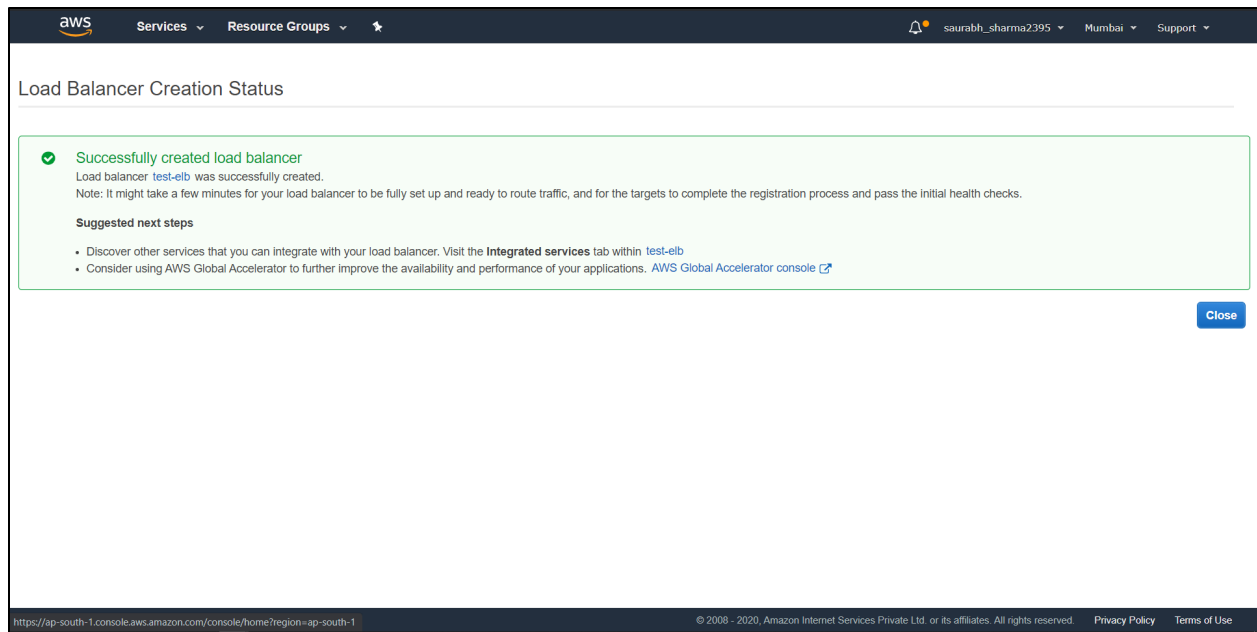 aws Services Resource Groups saurabh_sharma2395 Mumbai Support
Load Balancer Creation Status
Successfully created load balancer
Load balancer test-elb was successfully created.
Note: It might take a few minutes for your load balancer to be fully set up and ready to route traffic, and for the targets to complete the registration process and pass the initial health checks.
Suggested next steps
• Discover other services that you can integrate with your load balancer. Visit the Integrated services tab within test-elb
• Consider using AWS Global Accelerator to further improve the availability and performance of your applications. AWS Global Accelerator console
Close
https://ap-south-1.console.aws.amazon.com/console/home?region=ap-south-1 © 2008 - 2020, Amazon Internet Services Private Ltd. or its affiliates. All rights reserved. Privacy Policy Terms of Use